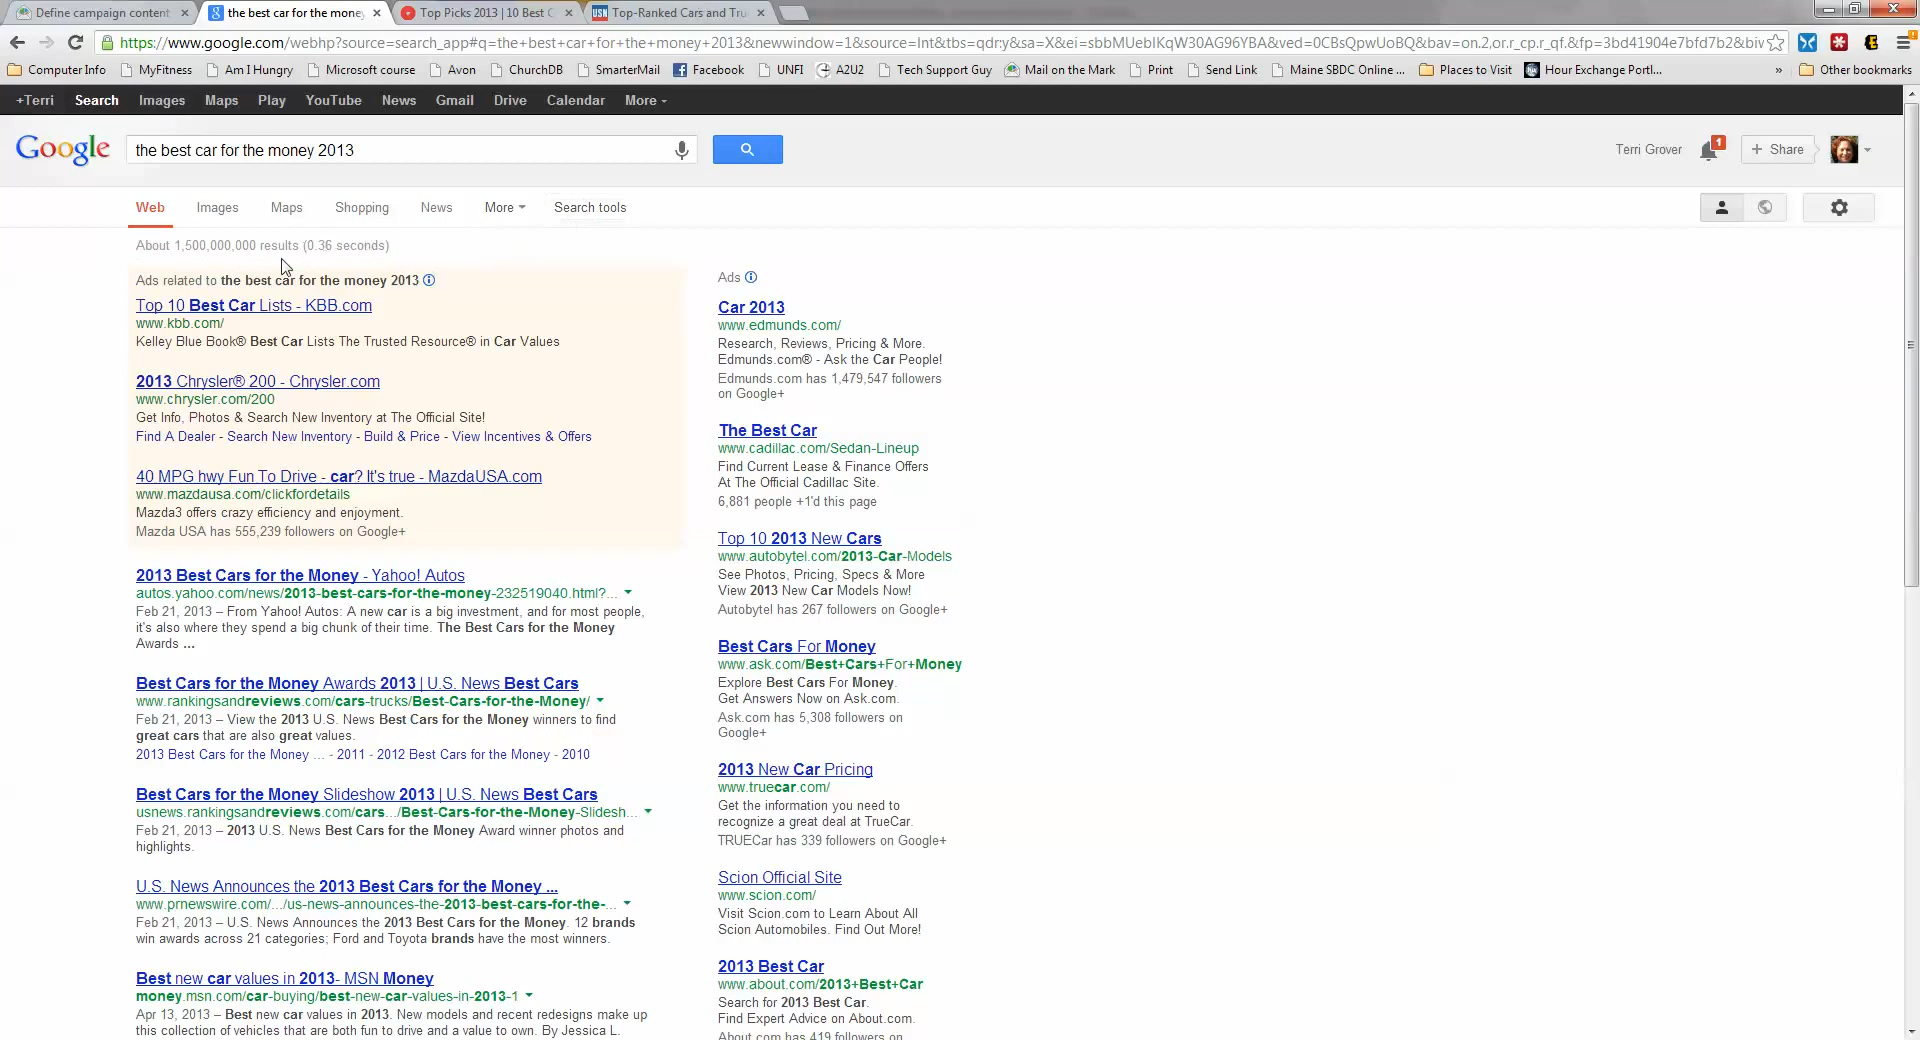 Define campaign content
the best car for the money
Top Picks 2013 | 10 Best C
USN Top-Ranked Cars and Tru
https://www.google.com/webhp?source=search_app#q=the+best+car+for+the+money+2013&newwindow=1&source=lnt&tbs=qdr:y&sa=X&ei=sbbMUebIKqW30AG96YBA&ved=0CBsQpwUoBQ&bav=on.2,or.r_cp.r_qf.&fp=3bd41904e7bfd7b2&biv
Computer Info MyFitness Am I Hungry Microsoft course Avon ChurchDB SmarterMail Facebook UNFI A2U2 Tech Support Guy Mail on the Mark Print Send Link Maine SBDC Online ... Places to Visit Hour Exchange Portl... » Other bookmarks
+Terri Search Images Maps Play YouTube News Gmail Drive Calendar More
Google the best car for the money 2013 Terri Grover 1 + Share
Web Images Maps Shopping News More Search tools
About 1,500,000,000 results (0.36 seconds)
Ads related to the best car for the money 2013
Top 10 Best Car Lists - KBB.com
www.kbb.com/
Kelley Blue Book® Best Car Lists The Trusted Resource® in Car Values
2013 Chrysler® 200 - Chrysler.com
www.chrysler.com/200
Get Info, Photos & Search New Inventory at The Official Site!
Find A Dealer - Search New Inventory - Build & Price - View Incentives & Offers
40 MPG hwy Fun To Drive - car? It's true - MazdaUSA.com
www.mazdausa.com/clickfordetails
Mazda3 offers crazy efficiency and enjoyment.
Mazda USA has 555,239 followers on Google+
2013 Best Cars for the Money - Yahoo! Autos
autos.yahoo.com/news/2013-best-cars-for-the-money-232519040.html?...
Feb 21, 2013 – From Yahoo! Autos: A new car is a big investment, and for most people,
it's also where they spend a big chunk of their time. The Best Cars for the Money
Awards ...
Best Cars for the Money Awards 2013 | U.S. News Best Cars
www.rankingsandreviews.com/cars-trucks/Best-Cars-for-the-Money/
Feb 21, 2013 – View the 2013 U.S. News Best Cars for the Money winners to find
great cars that are also great values.
2013 Best Cars for the Money ... - 2011 - 2012 Best Cars for the Money - 2010
Best Cars for the Money Slideshow 2013 | U.S. News Best Cars
usnews.rankingsandreviews.com/cars.../Best-Cars-for-the-Money-Slidesh...
Feb 21, 2013 – 2013 U.S. News Best Cars for the Money Award winner photos and
highlights.
U.S. News Announces the 2013 Best Cars for the Money ...
www.prnewswire.com/.../us-news-announces-the-2013-best-cars-for-the-...
Feb 21, 2013 – U.S. News Announces the 2013 Best Cars for the Money. 12 brands
win awards across 21 categories; Ford and Toyota brands have the most winners.
Best new car values in 2013- MSN Money
money.msn.com/car-buying/best-new-car-values-in-2013-1
Apr 13, 2013 – Best new car values in 2013. New models and recent redesigns make up
this collection of vehicles that are both fun to drive and a value to own. By Jessica L.
Ads
Car 2013
www.edmunds.com/
Research, Reviews, Pricing & More.
Edmunds.com® - Ask the Car People!
Edmunds.com has 1,479,547 followers
on Google+
The Best Car
www.cadillac.com/Sedan-Lineup
Find Current Lease & Finance Offers
At The Official Cadillac Site.
6,881 people +1'd this page
Top 10 2013 New Cars
www.autobytel.com/2013-Car-Models
See Photos, Pricing, Specs & More
View 2013 New Car Models Now!
Autobytel has 267 followers on Google+
Best Cars For Money
www.ask.com/Best+Cars+For+Money
Explore Best Cars For Money.
Get Answers Now on Ask.com.
Ask.com has 5,308 followers on
Google+
2013 New Car Pricing
www.truecar.com/
Get the information you need to
recognize a great deal at TrueCar.
TRUECar has 339 followers on Google+
Scion Official Site
www.scion.com/
Visit Scion.com to Learn About All
Scion Automobiles. Find Out More!
2013 Best Car
www.about.com/2013+Best+Car
Search for 2013 Best Car.
Find Expert Advice on About.com.
About.com has 419 followers on